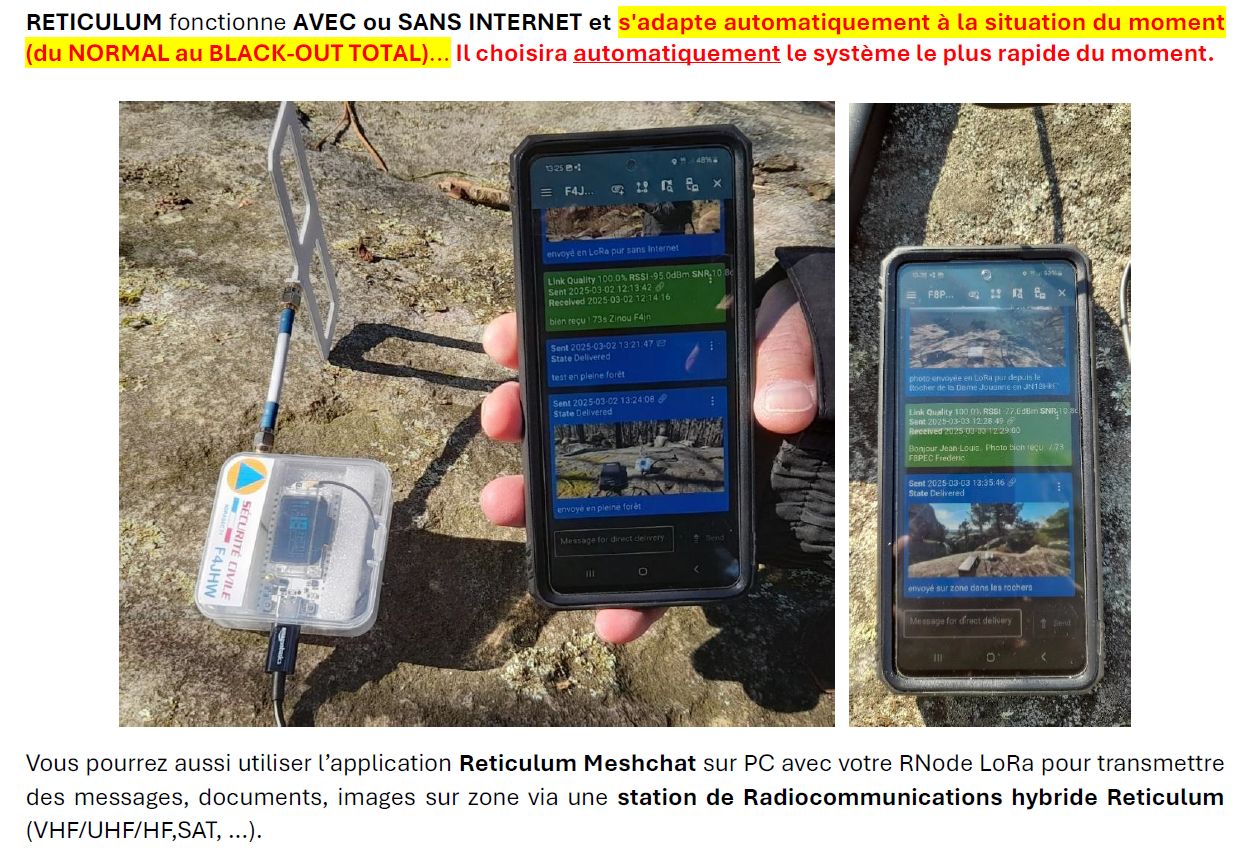 RETICULUM fonctionne AVEC ou SANS INTERNET et s'adapte automatiquement à la situation du moment
(du NORMAL au BLACK-OUT TOTAL)... Il choisira automatiquement le système le plus rapide du moment.
13:25
48%
F4J...
envoyé en LoRa pur sans Internet
Link Quality 100.0% RSSI -95.0dBm SNR 10.8d
Sent 2025-03-02 12:13:42
Received 2025-03-02 12:14:16
bien reçu ! 73s Zinou F4jn
Sent 2025-03-02 13:21:47
State Delivered
test en pleine forêt
Sent 2025-03-02 13:24:08
State Delivered
envoyé en pleine forêt
Message for direct delivery
Send
SÉCURITÉ CIVILE
F4JHW
F8P...
photo envoyée en LoRa pur depuis le
Rocher de la Dame Jouanne en
Link Quality 100.0% RSSI -77.6dBm SNR
Sent 2025-03-03 12:28:49
Received 2025-03-03 12:29:00
Bonjour Jean-Louis. Photo bien reçu. 73
F8PEC Frederic
Sent 2025-03-03 13:35:46
State Delivered
envoyé sur zone dans les rochers
Message for direct delivery
Send
Vous pourrez aussi utiliser l’application Reticulum Meshchat sur PC avec votre RNode LoRa pour transmettre
des messages, documents, images sur zone via une station de Radiocommunications hybride Reticulum
(VHF/UHF/HF,SAT, ...).